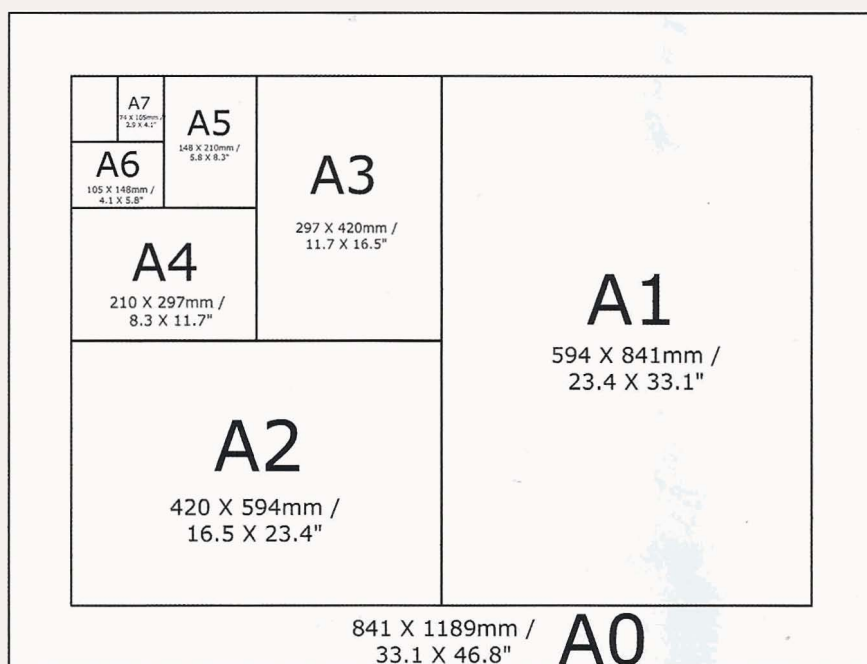 A7
74 X 105mm /
2.9 X 4.1"
A5
148 X 210mm /
5.8 X 8.3"
A6
105 X 148mm /
4.1 X 5.8"
A3
297 X 420mm /
11.7 X 16.5"
A4
210 X 297mm /
8.3 X 11.7"
A1
594 X 841mm /
23.4 X 33.1"
A2
420 X 594mm /
16.5 X 23.4"
841 X 1189mm /
33.1 X 46.8"
A0